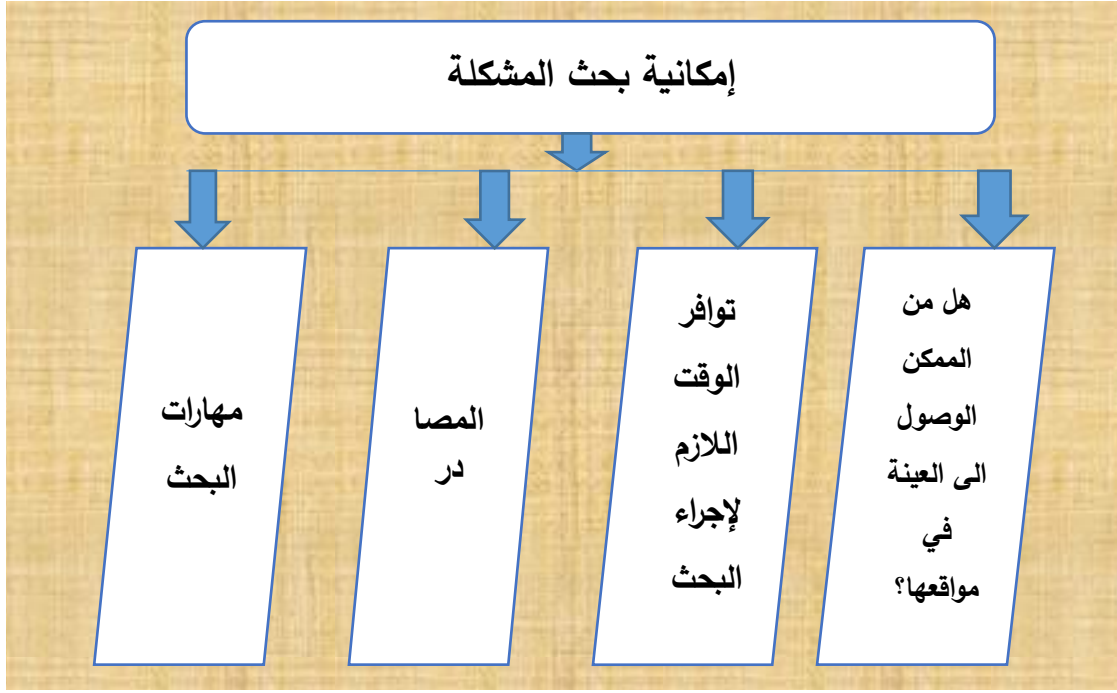 إمكانية بحث المشكلة
هل من
الممكن
الوصول
الى العينة
في
مواقعها؟
توافر
الوقت
اللازم
لإجراء
البحث
المصا
در
مهارات
البحث